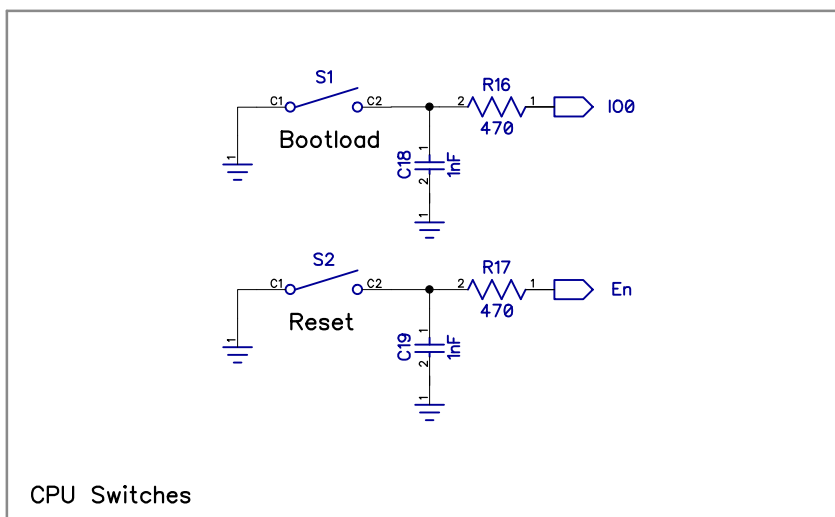 S1
C1 C2
Bootload
1
R16
2 1
470
IO0
C18
1
2
1nF
1
S2
C1 C2
Reset
1
R17
2 1
470
En
C19
1
2
1nF
1
CPU Switches